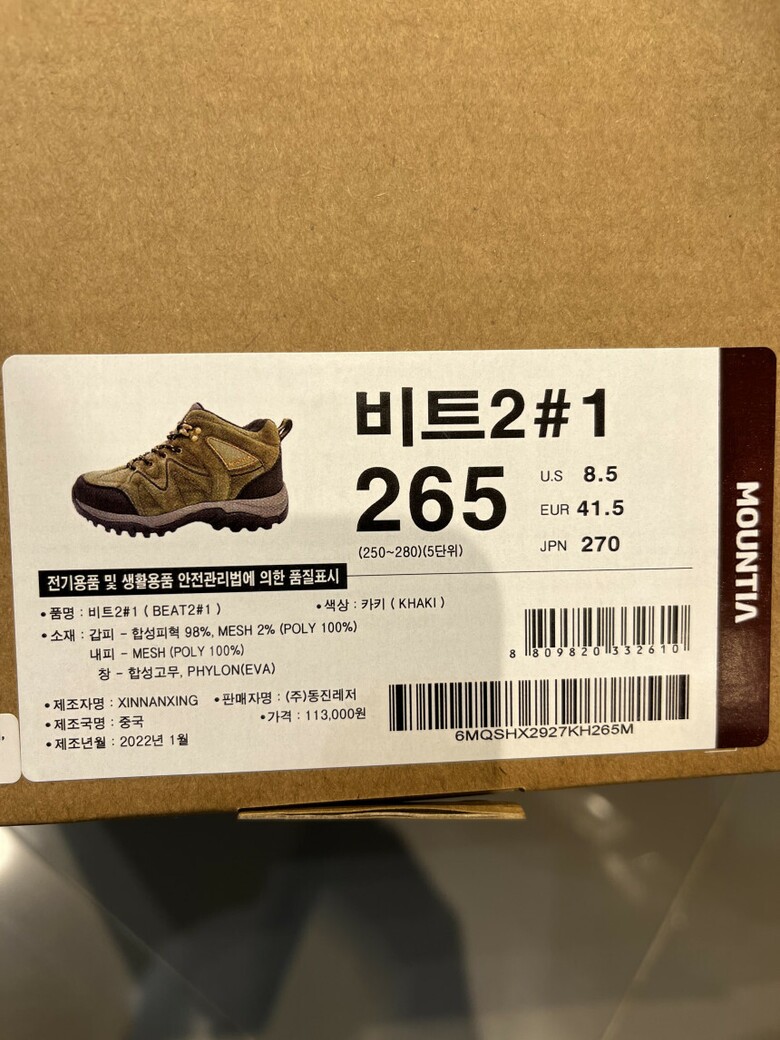 비트2#1
265
U.S 8.5
EUR 41.5
JPN 270
(250~280)(5단위)
MOUNTIA
전기용품 및 생활용품 안전관리법에 의한 품질표시
• 품명 : 비트2#1 ( BEAT2#1 )
• 색상 : 카키 ( KHAKI )
• 소재 : 갑피 - 합성피혁 98%, MESH 2% (POLY 100%)
내피 - MESH (POLY 100%)
창 - 합성고무, PHYLON(EVA)
• 제조자명 : XINNANXING
• 판매자명 : (주)동진레저
• 제조국명 : 중국
• 가격 : 113,000원
• 제조년월 : 2022년 1월
8 809820 332610
6MQSHX2927KH265M